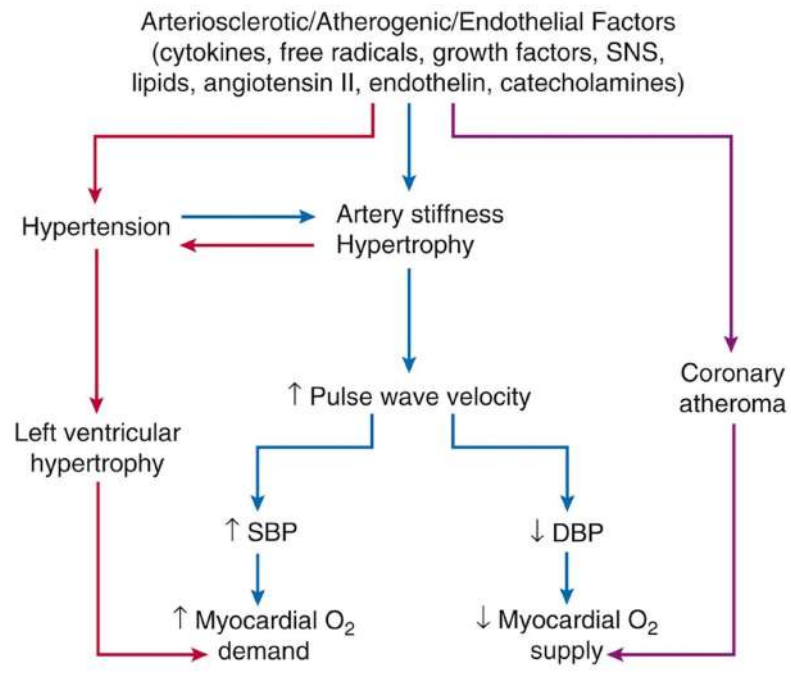 Arteriosclerotic/Atherogenic/Endothelial Factors
(cytokines, free radicals, growth factors, SNS,
lipids, angiotensin II, endothelin, catecholamines)
Hypertension
Artery stiffness
Hypertrophy
↑ Pulse wave velocity
Coronary
atheroma
Left ventricular
hypertrophy
↑ SBP
↓ DBP
↑ Myocardial O₂
demand
↓ Myocardial O₂
supply